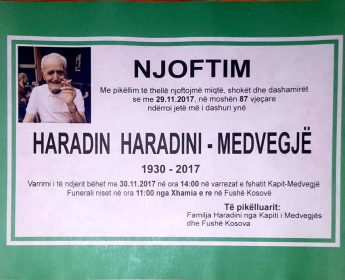 NJOFTIM
Me pikëllim të thellë njoftojmë miqtë, shokët dhe dashamirët
se me 29.11.2017, në moshën 87 vjeçare
ndërroi jetë më i dashuri ynë
HARADIN HARADINI - MEDVEGJË
1930 - 2017
Varrimi i të ndjerit bëhet me 30.11.2017 në ora 14:00 në varrezat e fshatit Kapit-Medvegjë
Funerali niset në ora 11:00 nga Xhamia e re në Fushë Kosovë
Të pikëlluarit:
Familja Haradini nga Kapiti i Medvegjës
dhe Fushë Kosova